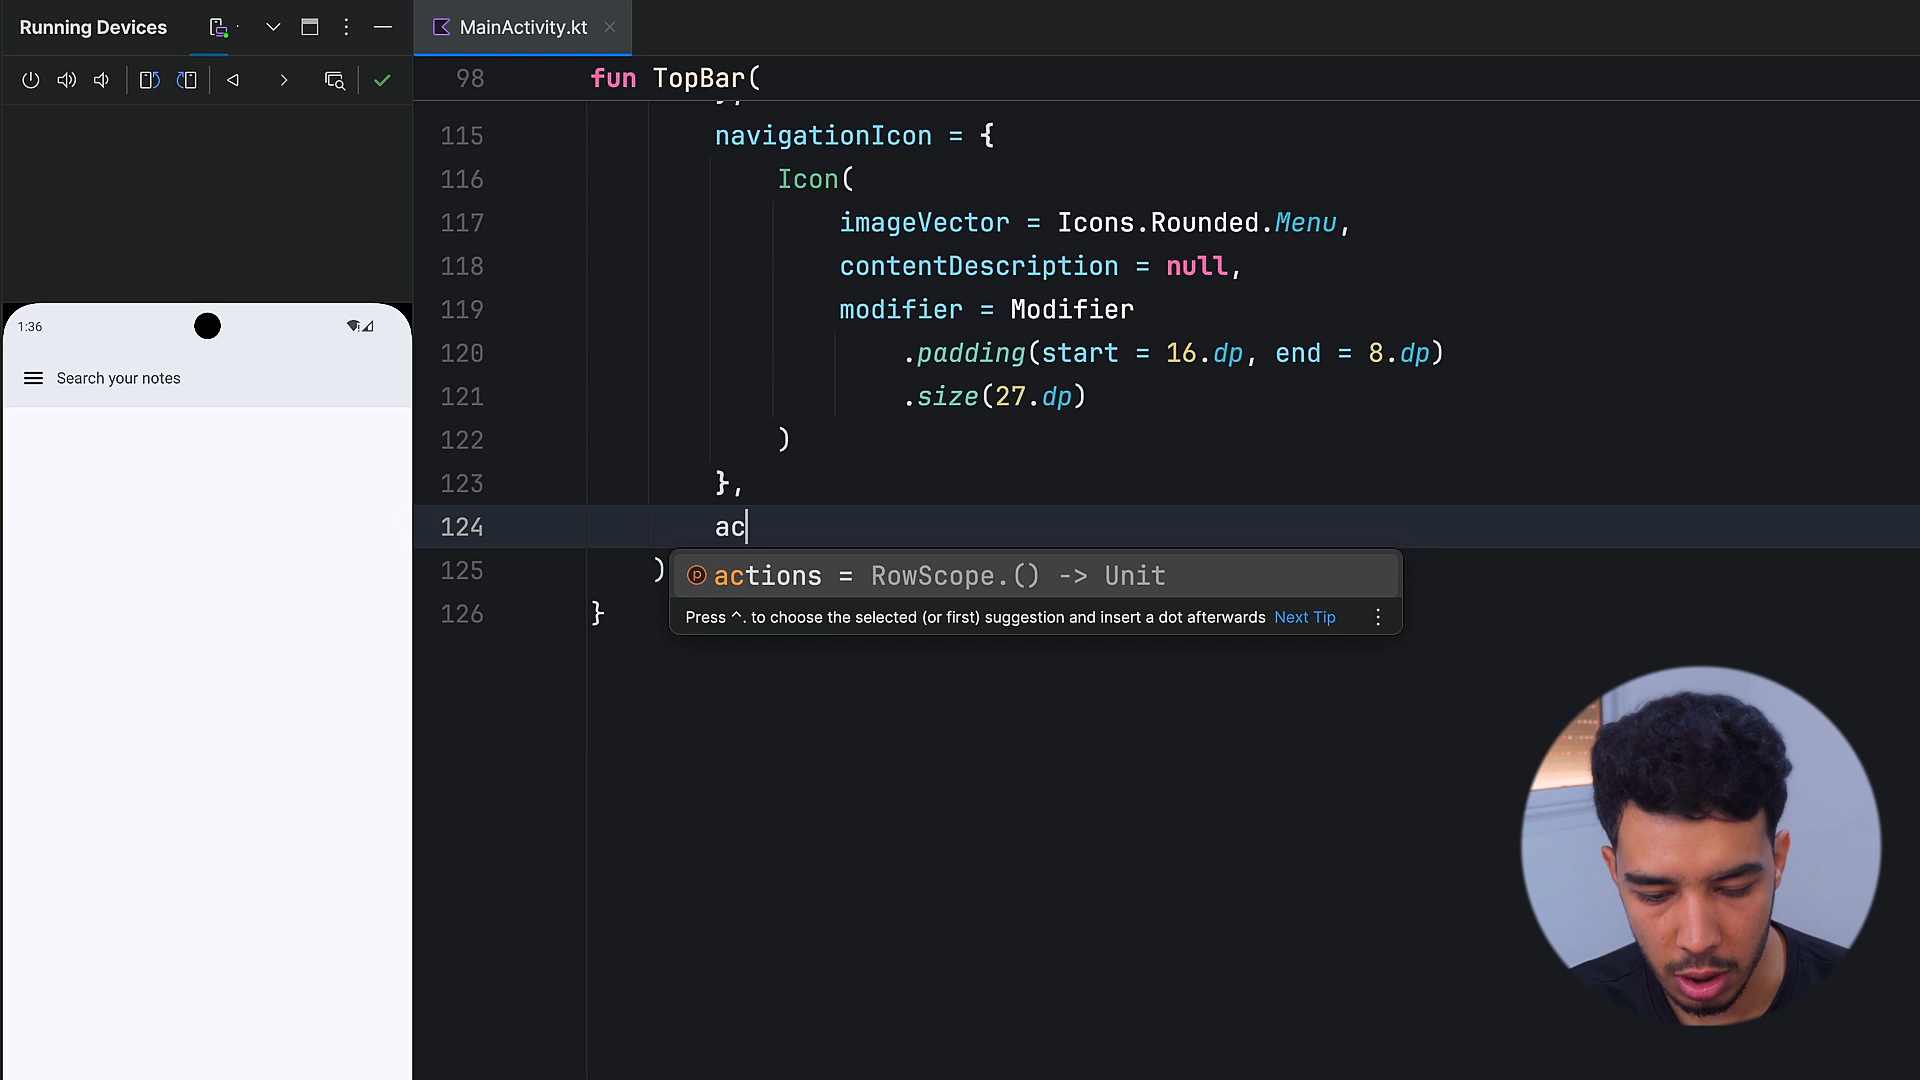 Running Devices
MainActivity.kt
98 fun TopBar(
115 navigationIcon = {
116 Icon(
117 imageVector = Icons.Rounded.Menu,
118 contentDescription = null,
119 modifier = Modifier
120 .padding(start = 16.dp, end = 8.dp)
121 .size(27.dp)
122 )
123 },
124 ac
actions = RowScope.() -> Unit
Press ^. to choose the selected (or first) suggestion and insert a dot afterwards Next Tip
125 )
126 }
1:36
Search your notes